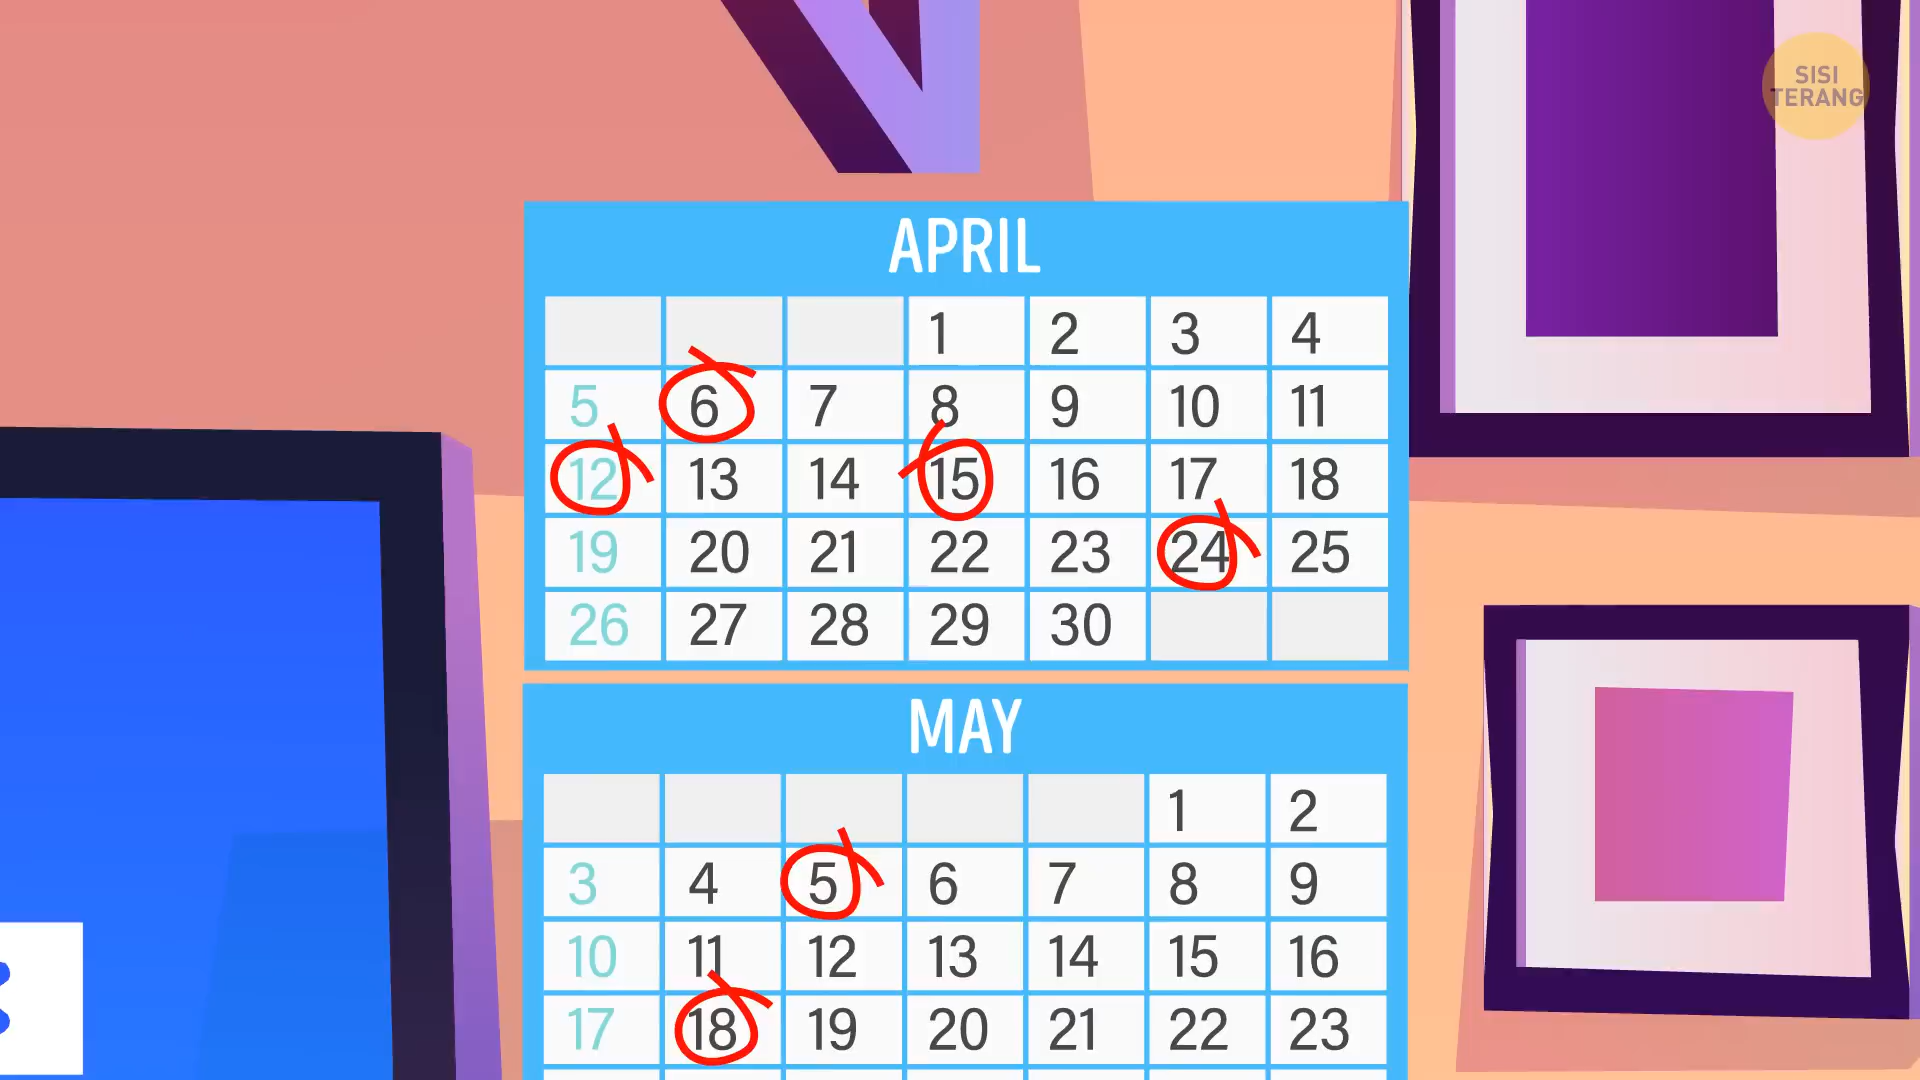 SISI
TERANG
APRIL
1 2 3 4
5 6 7 8 9 10 11
12 13 14 15 16 17 18
19 20 21 22 23 24 25
26 27 28 29 30
MAY
1 2
3 4 5 6 7 8 9
10 11 12 13 14 15 16
17 18 19 20 21 22 23